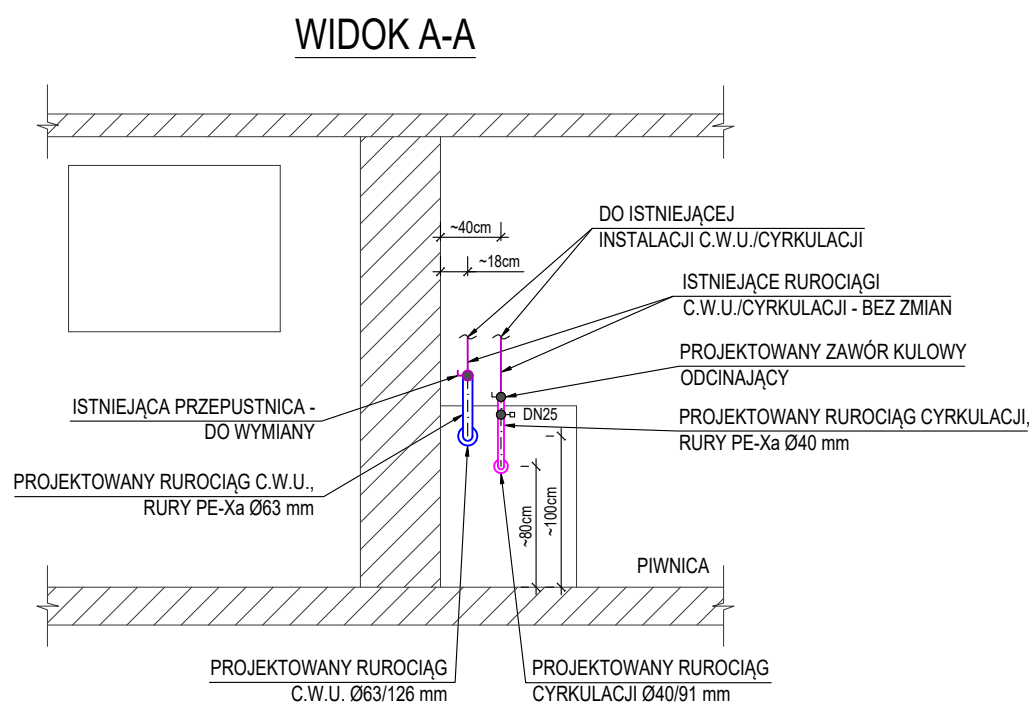 WIDOK A-A
~40cm
~18cm
DO ISTNIEJĄCEJ
INSTALACJI C.W.U./CYRKULACJI
ISTNIEJĄCE RUROCIĄGI
C.W.U./CYRKULACJI - BEZ ZMIAN
PROJEKTOWANY ZAWÓR KULOWY
ODCINAJĄCY
ISTNIEJĄCA PRZEPUSTNICA -
DO WYMIANY
DN25
PROJEKTOWANY RUROCIĄG CYRKULACJI,
RURY PE-Xa Ø40 mm
PROJEKTOWANY RUROCIĄG C.W.U.,
RURY PE-Xa Ø63 mm
~80cm
~100cm
PIWNICA
PROJEKTOWANY RUROCIĄG
C.W.U. Ø63/126 mm
PROJEKTOWANY RUROCIĄG
CYRKULACJI Ø40/91 mm